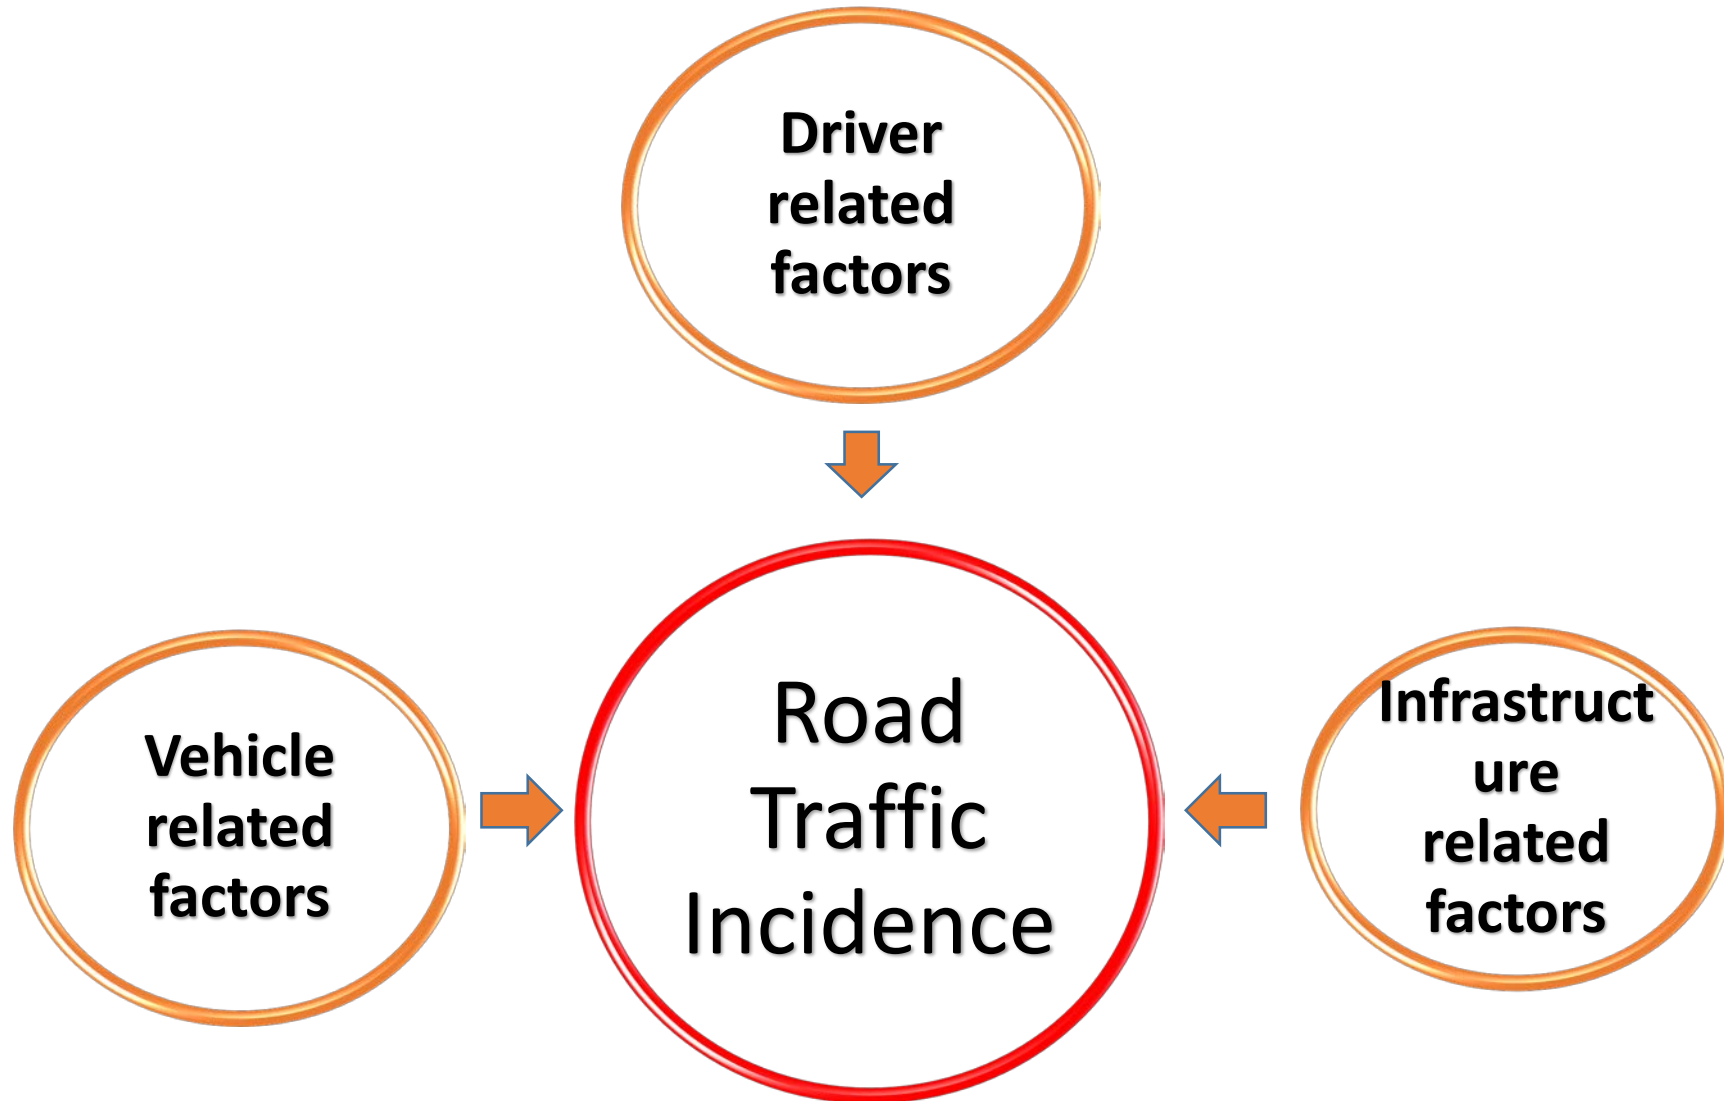 Driver
related
factors
Vehicle
related
factors
Road
Traffic
Incidence
Infrastruct
ure
related
factors